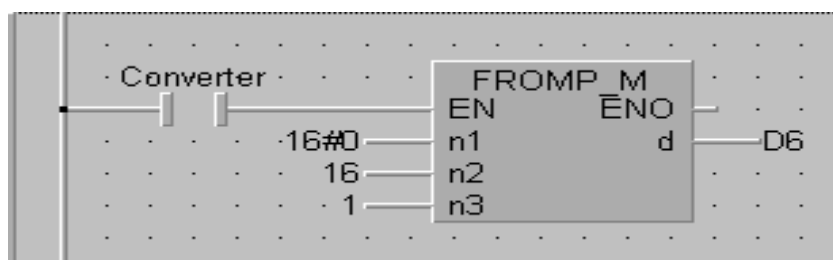 Converter FROMP_M
EN ENO
16#0 n1 d D6
16 n2
1 n3